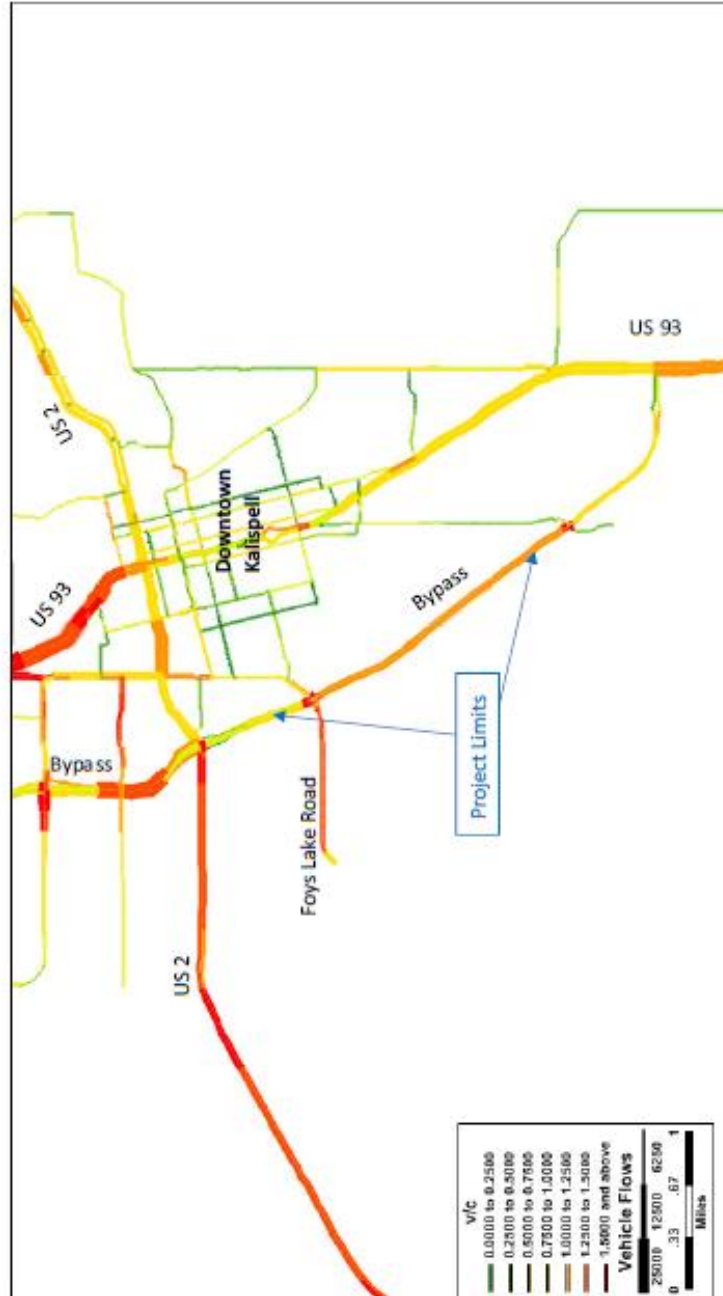 US 2
US 93
US 93
Downtown
Kalispell
Bypass
Bypass
Project Limits
Foys Lake Road
US 2
v/c
0.0000 to 0.2500
0.2500 to 0.5000
0.5000 to 0.7500
0.7500 to 1.0000
1.0000 to 1.2500
1.2500 to 1.5000
1.5000 and above
Vehicle Flows
25000 12500 6250
0 .33 .67 1
Miles